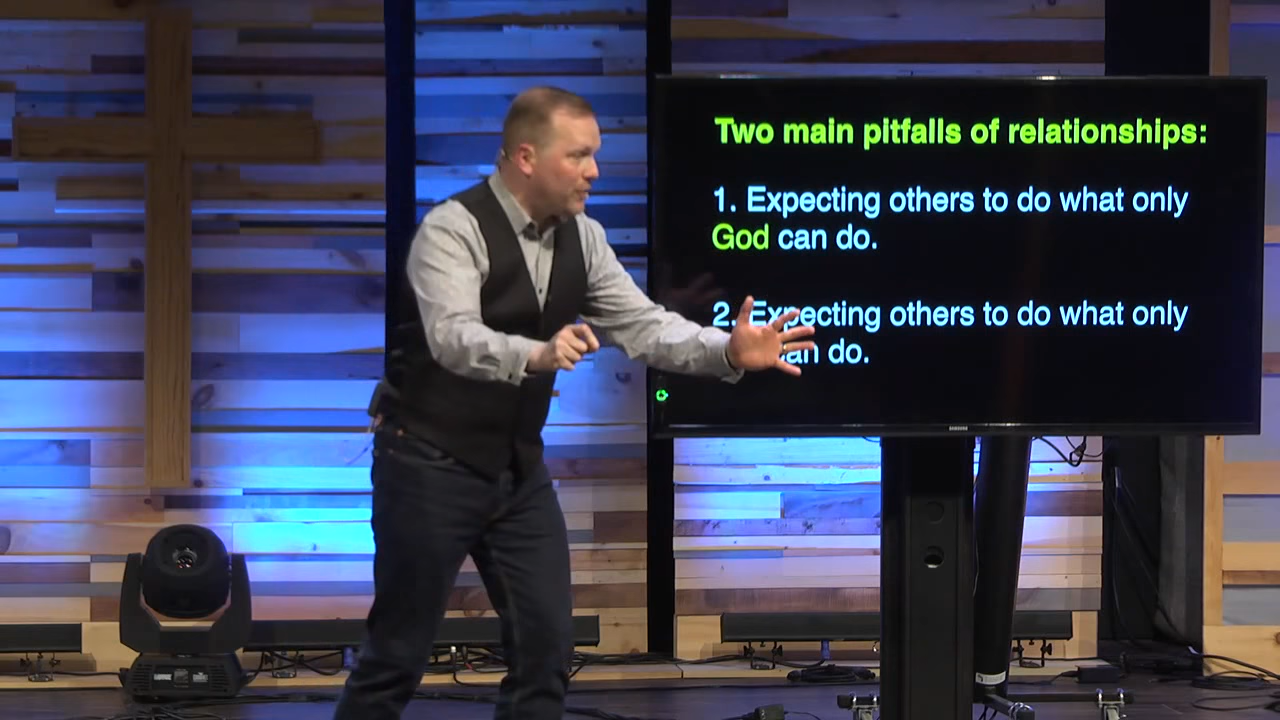 Two main pitfalls of relationships:
1. Expecting others to do what only
God can do.
2. Expecting others to do what only
can do.
SAMSUNG